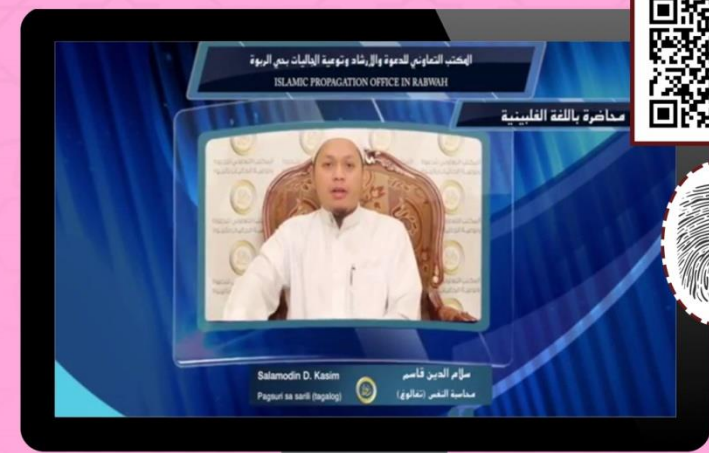 المكتب التعاوني للدعوة والإرشاد وتوعية الجاليات بحي الربوة
ISLAMIC PROPAGATION OFFICE IN RABWAH
محاضرة باللغة الفلبينية
Salamodin D. Kasim
سلام الدين قاسم
Pagsuri sa sarili (tagalog)
محاسبة النفس (تغالوغ)